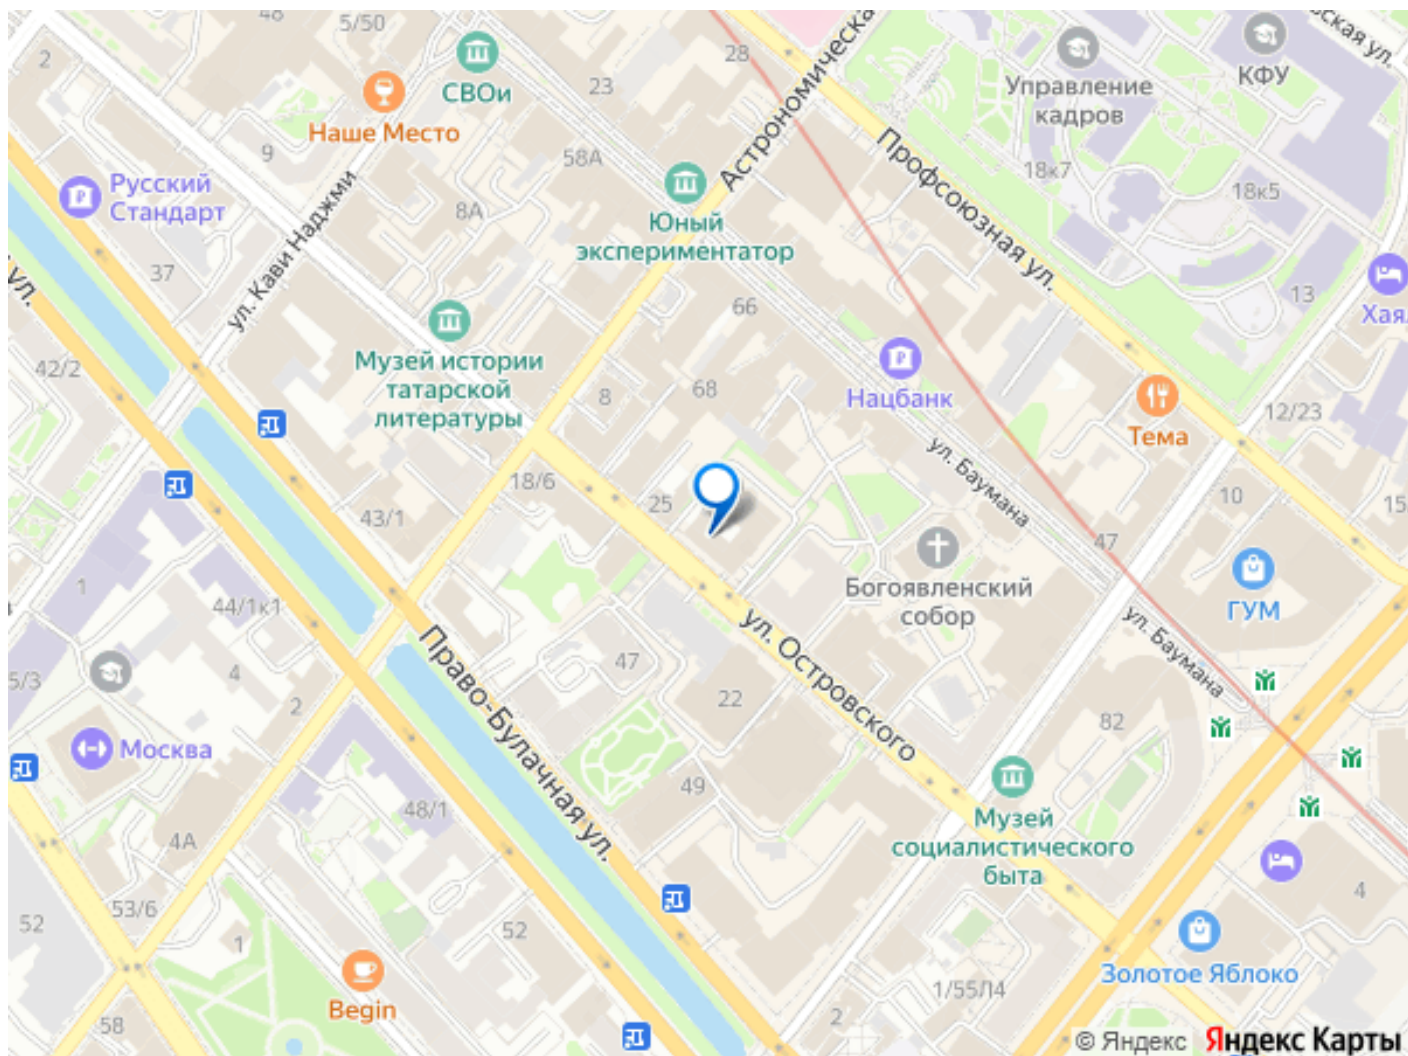 48
5/50
2
СВОи
28
Управление
кадров
КФУ
ская ул.
Астрономическа
Наше Место
23
9
58А
Профсоюзная ул.
18к7
18к5
Русский
Стандарт
ул. Кави Наджми
8А
Юный
экспериментатор
37
ул.
13
Хая
66
Музей истории
татарской
литературы
42/2
8
68
Нацбанк
Тема
12/23
ул. Баумана
18/6
25
43/1
10
15
47
1
44/1к1
Богоявленский
собор
ГУМ
ул. Баумана
Право-Булачная ул.
ул. Островского
5/3
4
2
47
22
82
Москва
49
48/1
4А
Музей
социалистического
быта
4
53/6
52
1
52
Begin
Золотое Яблоко
1/55Л4
58
2
© Яндекс Яндекс Карты